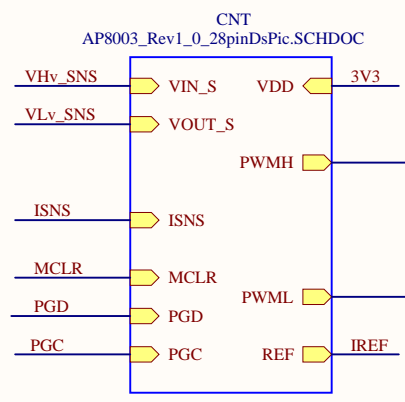 CNT
AP8003_Rev1_0_28pinDsPic.SCHDOC
VHv_SNS VIN_S VDD 3V3
VLv_SNS VOUT_S
PWMH
ISNS ISNS
MCLR MCLR
PWML
PGD PGD
PGC PGC REF IREF